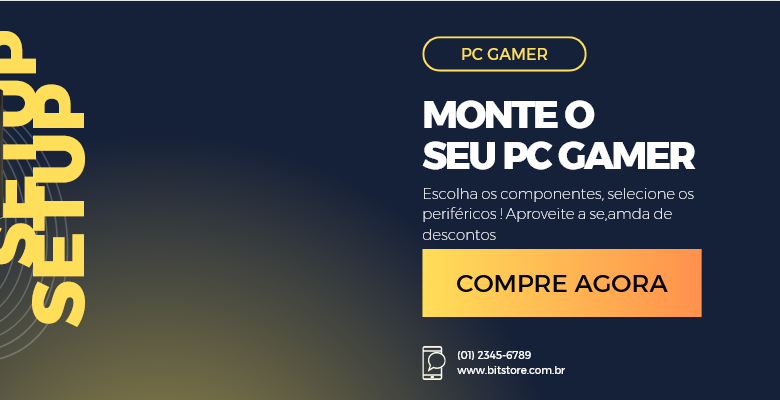 SETUP
SETUP
PC GAMER
MONTE O
SEU PC GAMER
Escolha os componentes, selecione os
periféricos ! Aproveite a se,amda de
descontos
COMPRE AGORA
(01) 2345-6789
www.bitstore.com.br